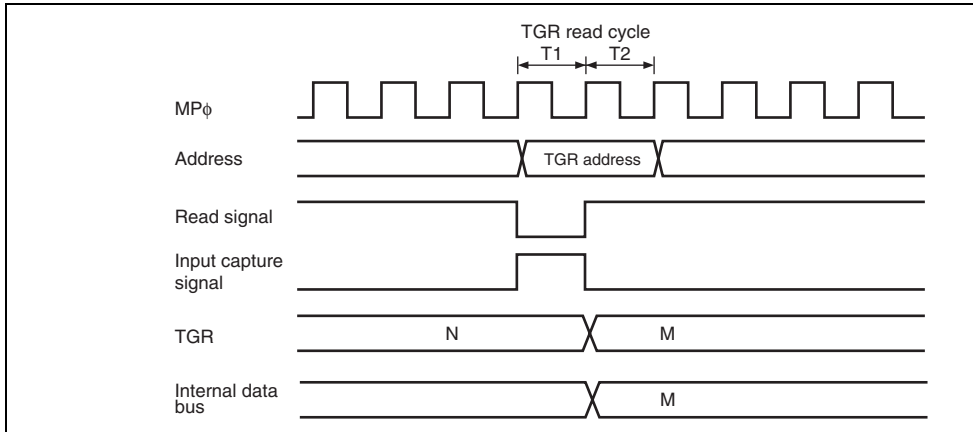 TGR read cycle
T1 T2
MPϕ
Address
TGR address
Read signal
Input capture
signal
TGR
N
M
Internal data
bus
M